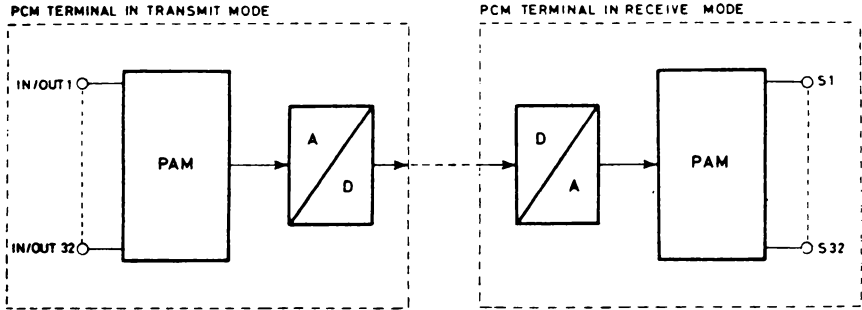 PCM TERMINAL IN TRANSMIT MODE
PCM TERMINAL IN RECEIVE MODE
IN/OUT 1
PAM
A
D
IN/OUT 32
D
A
PAM
S1
S32